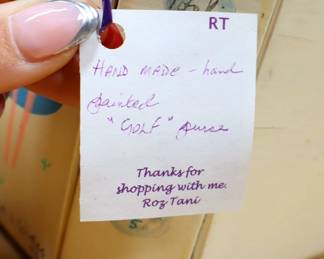 RT
HAND MADE - hand
painted
"GOLF" purse
Thanks for
shopping with me.
Roz Tani